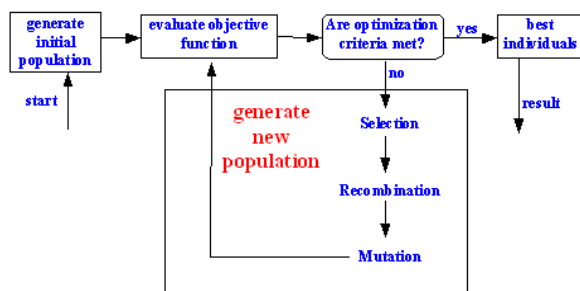 generate
initial
population
evaluate objective
function
Are optimization
criteria met?
yes
best
individuals
start
no
result
generate
new
population
Selection
Recombination
Mutation